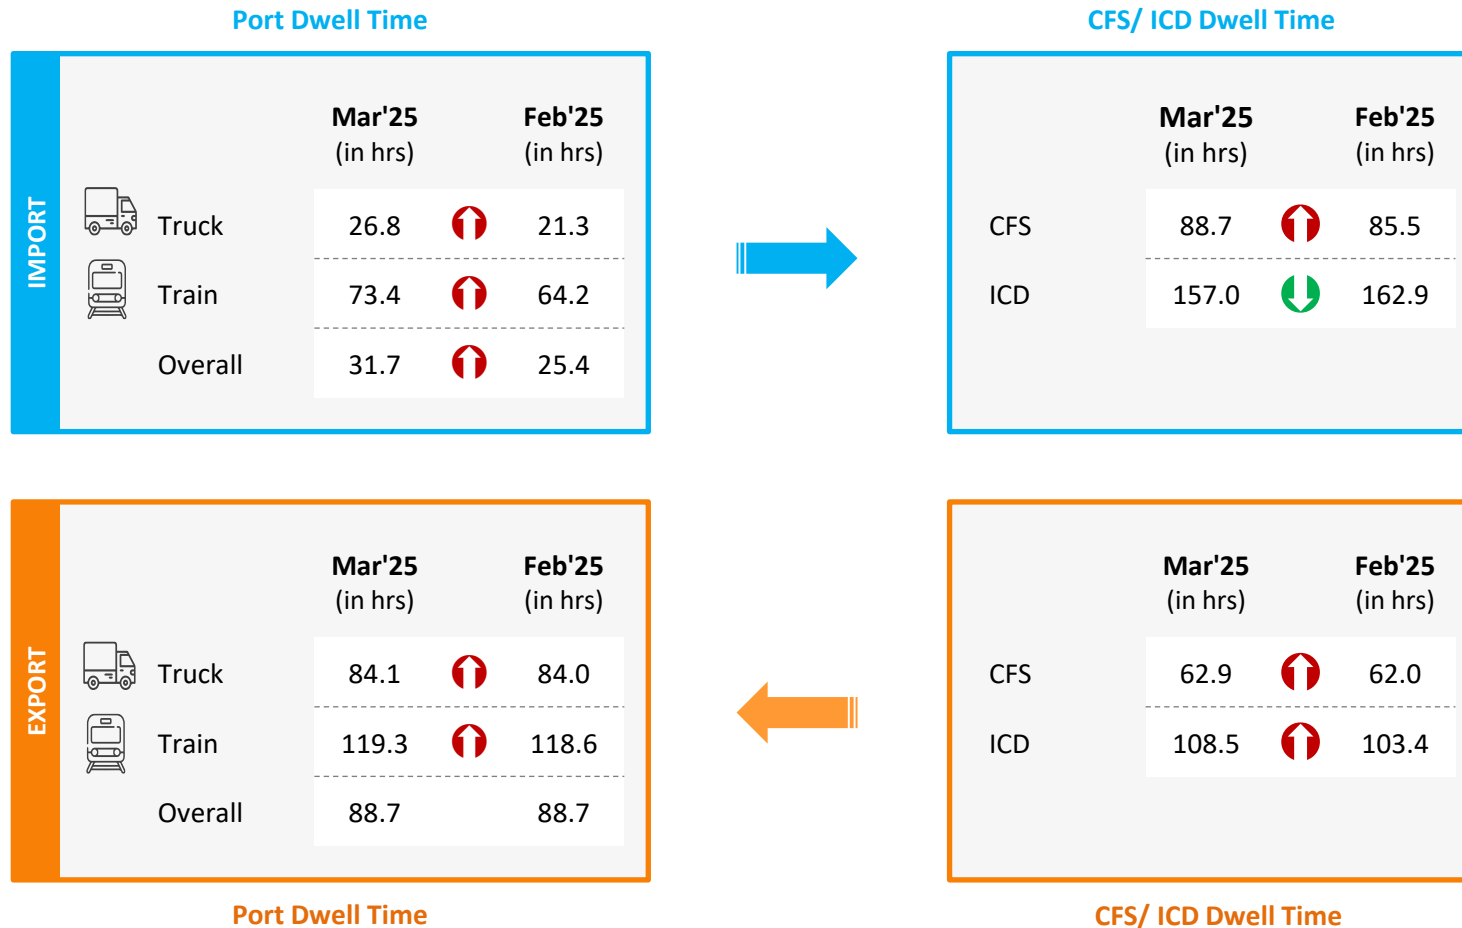 Port Dwell Time
CFS/ ICD Dwell Time
IMPORT
Mar'25 Feb'25
(in hrs) (in hrs)
Truck 26.8 21.3
Train 73.4 64.2
Overall 31.7 25.4
Mar'25 Feb'25
(in hrs) (in hrs)
CFS 88.7 85.5
ICD 157.0 162.9
EXPORT
Mar'25 Feb'25
(in hrs) (in hrs)
Truck 84.1 84.0
Train 119.3 118.6
Overall 88.7 88.7
Mar'25 Feb'25
(in hrs) (in hrs)
CFS 62.9 62.0
ICD 108.5 103.4
Port Dwell Time
CFS/ ICD Dwell Time